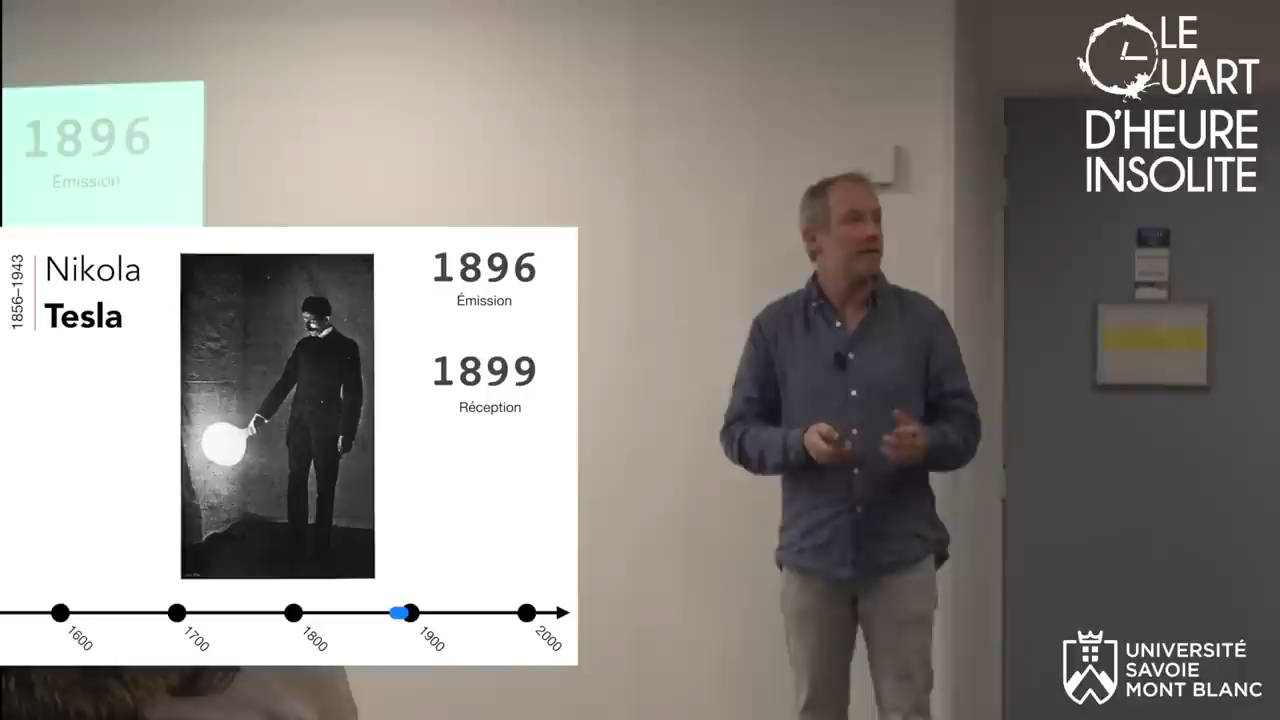 LE
QUART
D'HEURE
INSOLITE
1896
Émission
1856–1943
Nikola
Tesla
1896
Émission
1899
Réception
1600
1700
1800
1900
2000
UNIVERSITÉ
SAVOIE
MONT BLANC